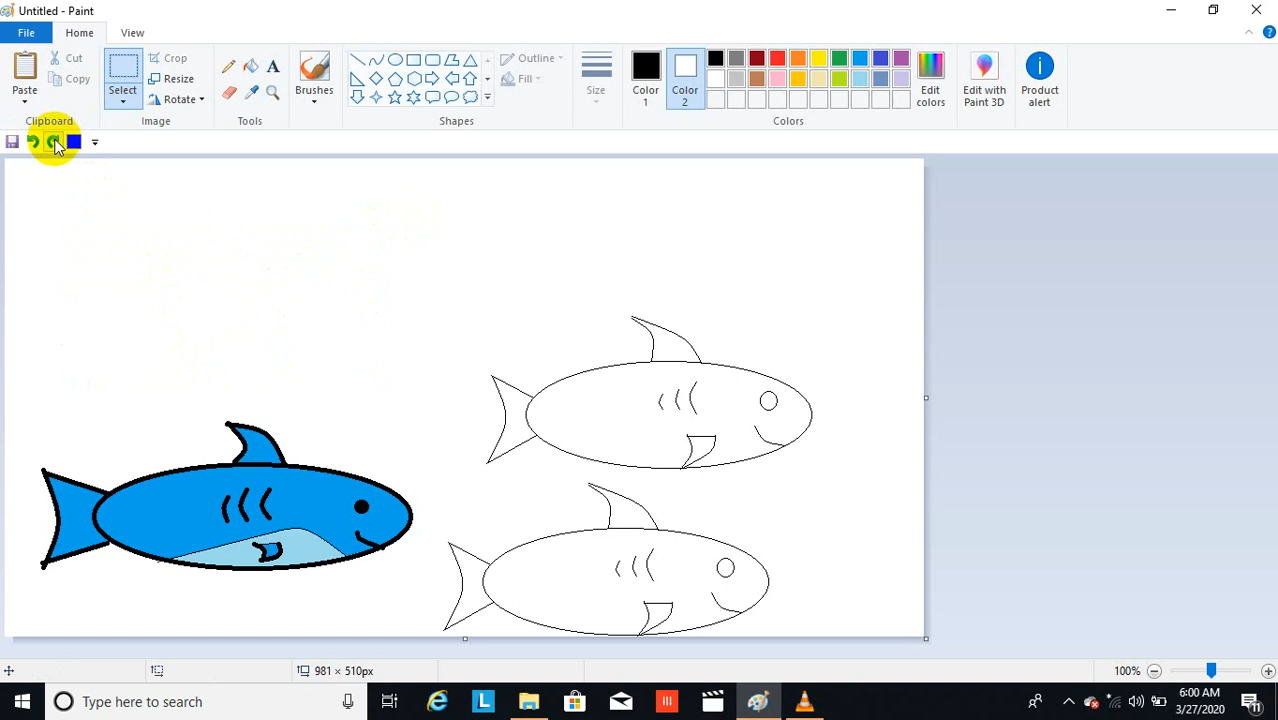 Untitled - Paint
File Home View
Paste
Cut
Copy
Clipboard
Select
Crop
Resize
Rotate
Image
A
Tools
Brushes
Outline
Fill
Shapes
Size
Color 1
Color 2
Edit colors
Colors
Edit with Paint 3D
Product alert
981 × 510px
100%
Type here to search
6:00 AM
3/27/2020
11